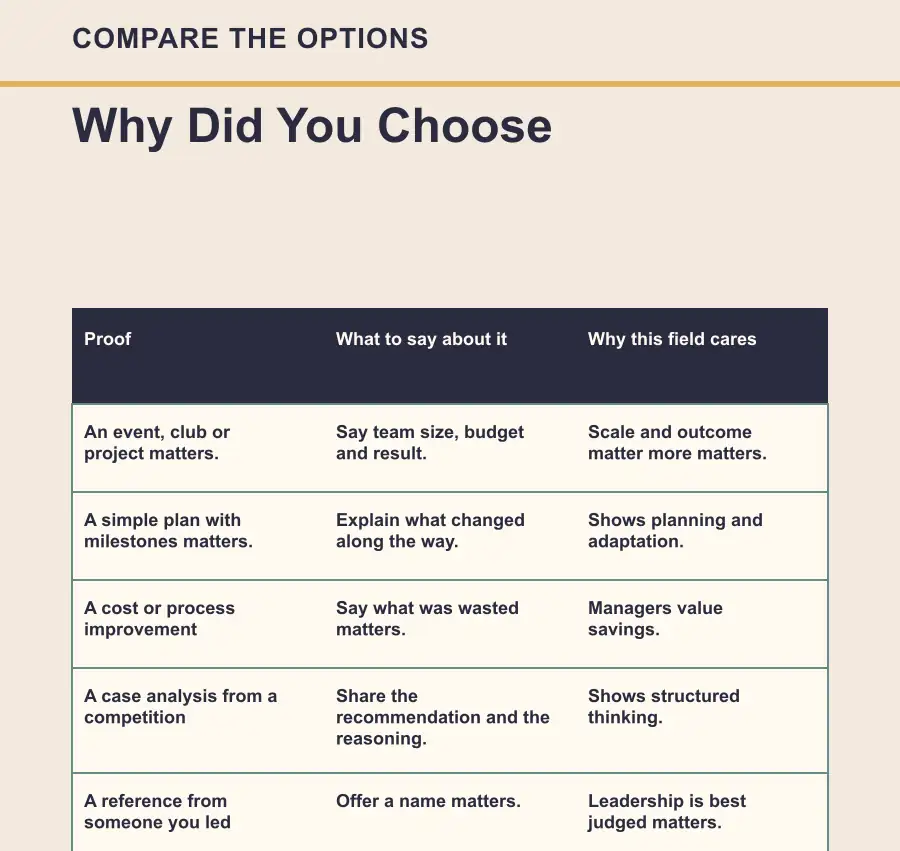 COMPARE THE OPTIONS
Why Did You Choose
Proof
What to say about it
Why this field cares
An event, club or
project matters.
Say team size, budget
and result.
Scale and outcome
matter more matters.
A simple plan with
milestones matters.
Explain what changed
along the way.
Shows planning and
adaptation.
A cost or process
improvement
Say what was wasted
matters.
Managers value
savings.
A case analysis from a
competition
Share the
recommendation and the
reasoning.
Shows structured
thinking.
A reference from
someone you led
Offer a name matters.
Leadership is best
judged matters.